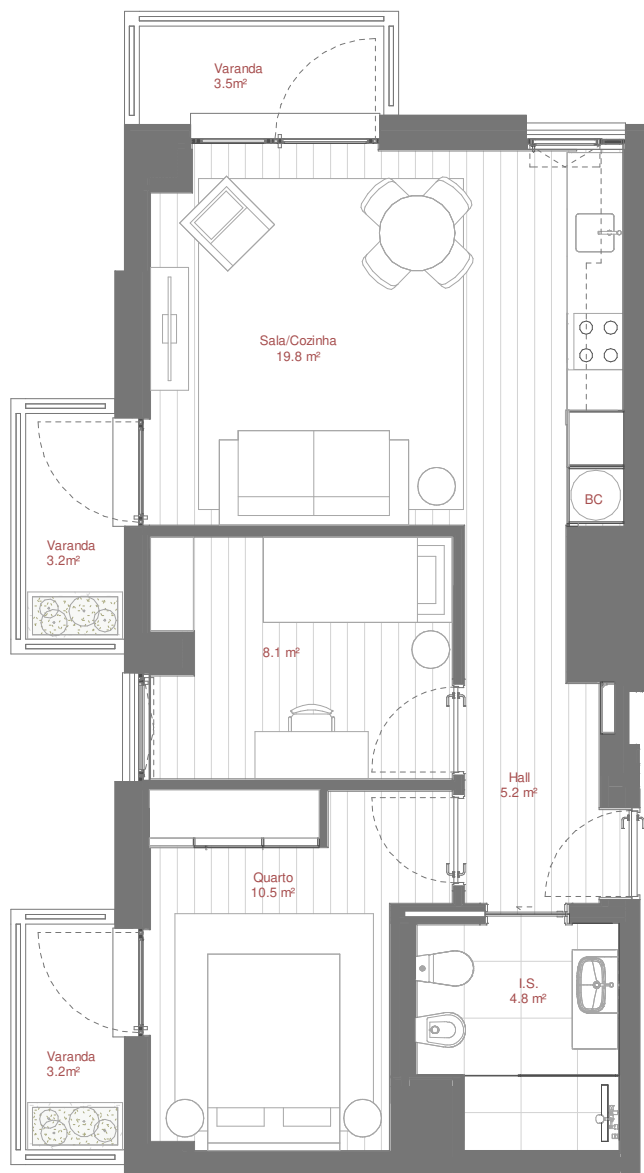 Varanda
3.5m²
Sala/Cozinha
19.8 m²
BC
Varanda
3.2m²
8.1 m²
Hall
5.2 m²
Quarto
10.5 m²
I.S.
4.8 m²
Varanda
3.2m²